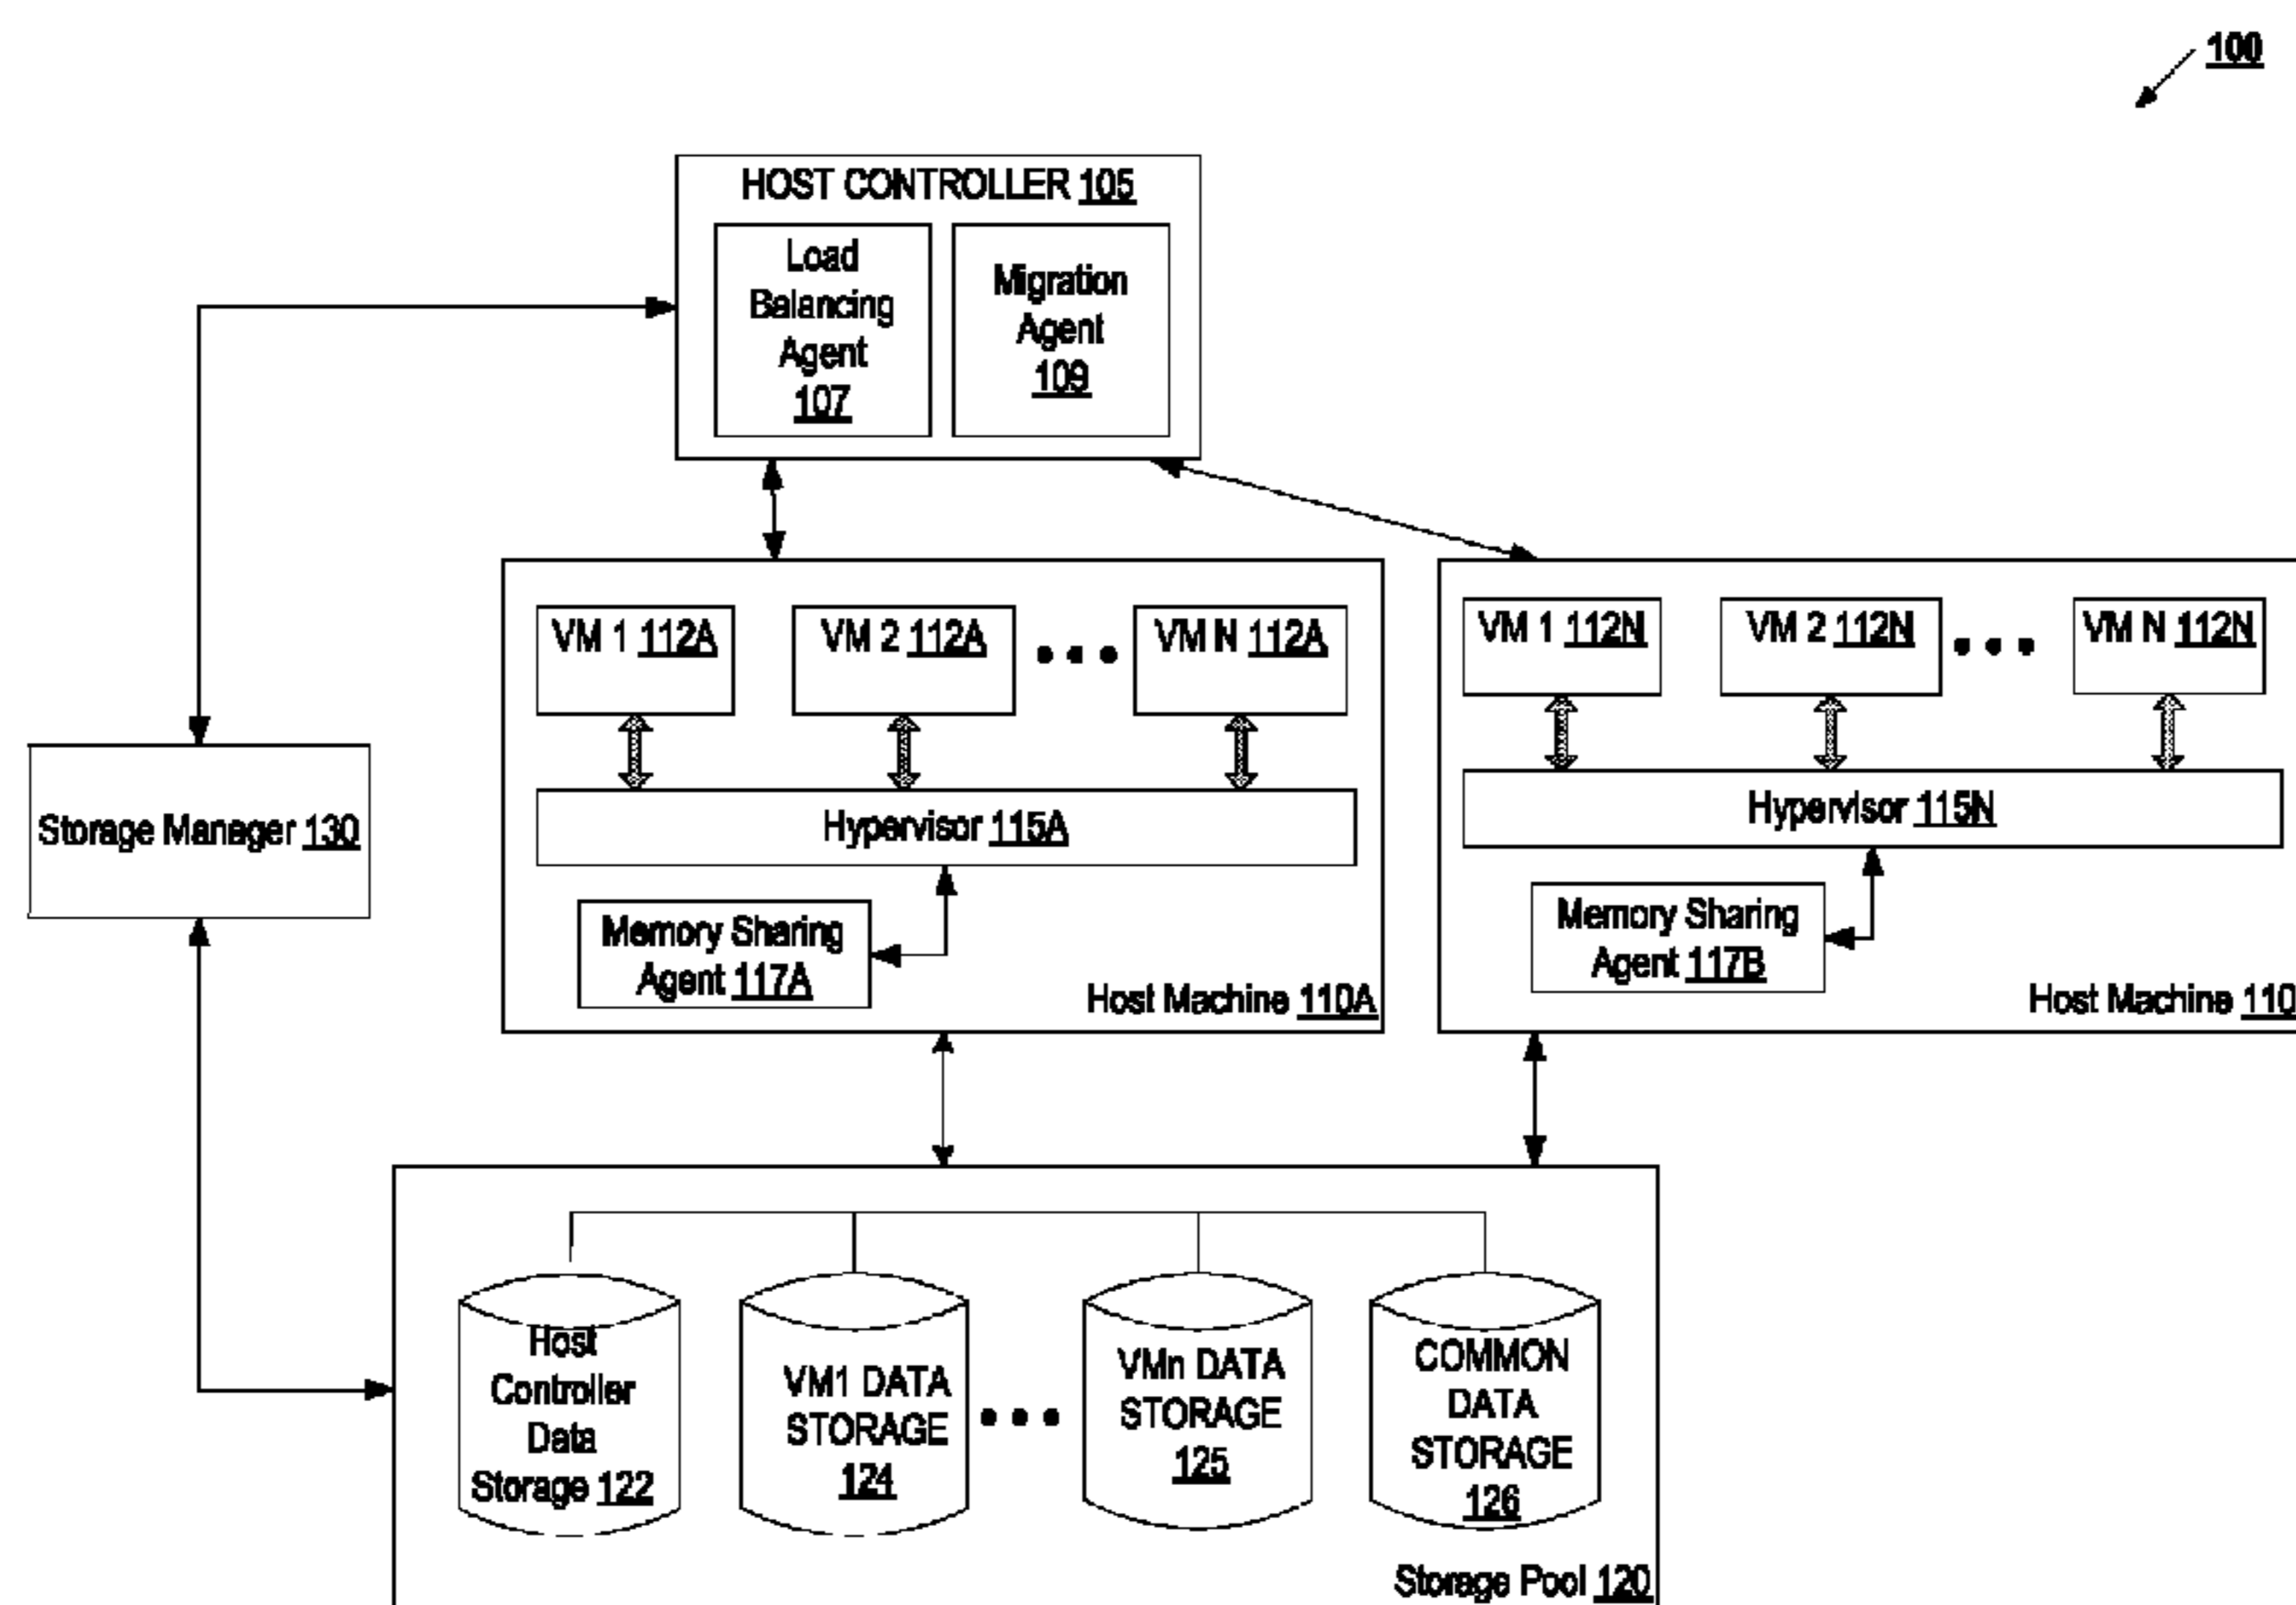 100
HOST CONTROLLER 105
Load
Balancing
Agent
107
Migration
Agent
109
VM 1 112A
VM 2 112A
VM N 112A
Hypervisor 115A
Memory Sharing
Agent 117A
Host Machine 110A
VM 1 112N
VM 2 112N
VM N 112N
Hypervisor 115N
Memory Sharing
Agent 117B
Host Machine 110
Storage Manager 130
Host
Controller
Data
Storage 122
VM1 DATA
STORAGE
124
VMn DATA
STORAGE
125
COMMON
DATA
STORAGE
126
Storage Pool 120